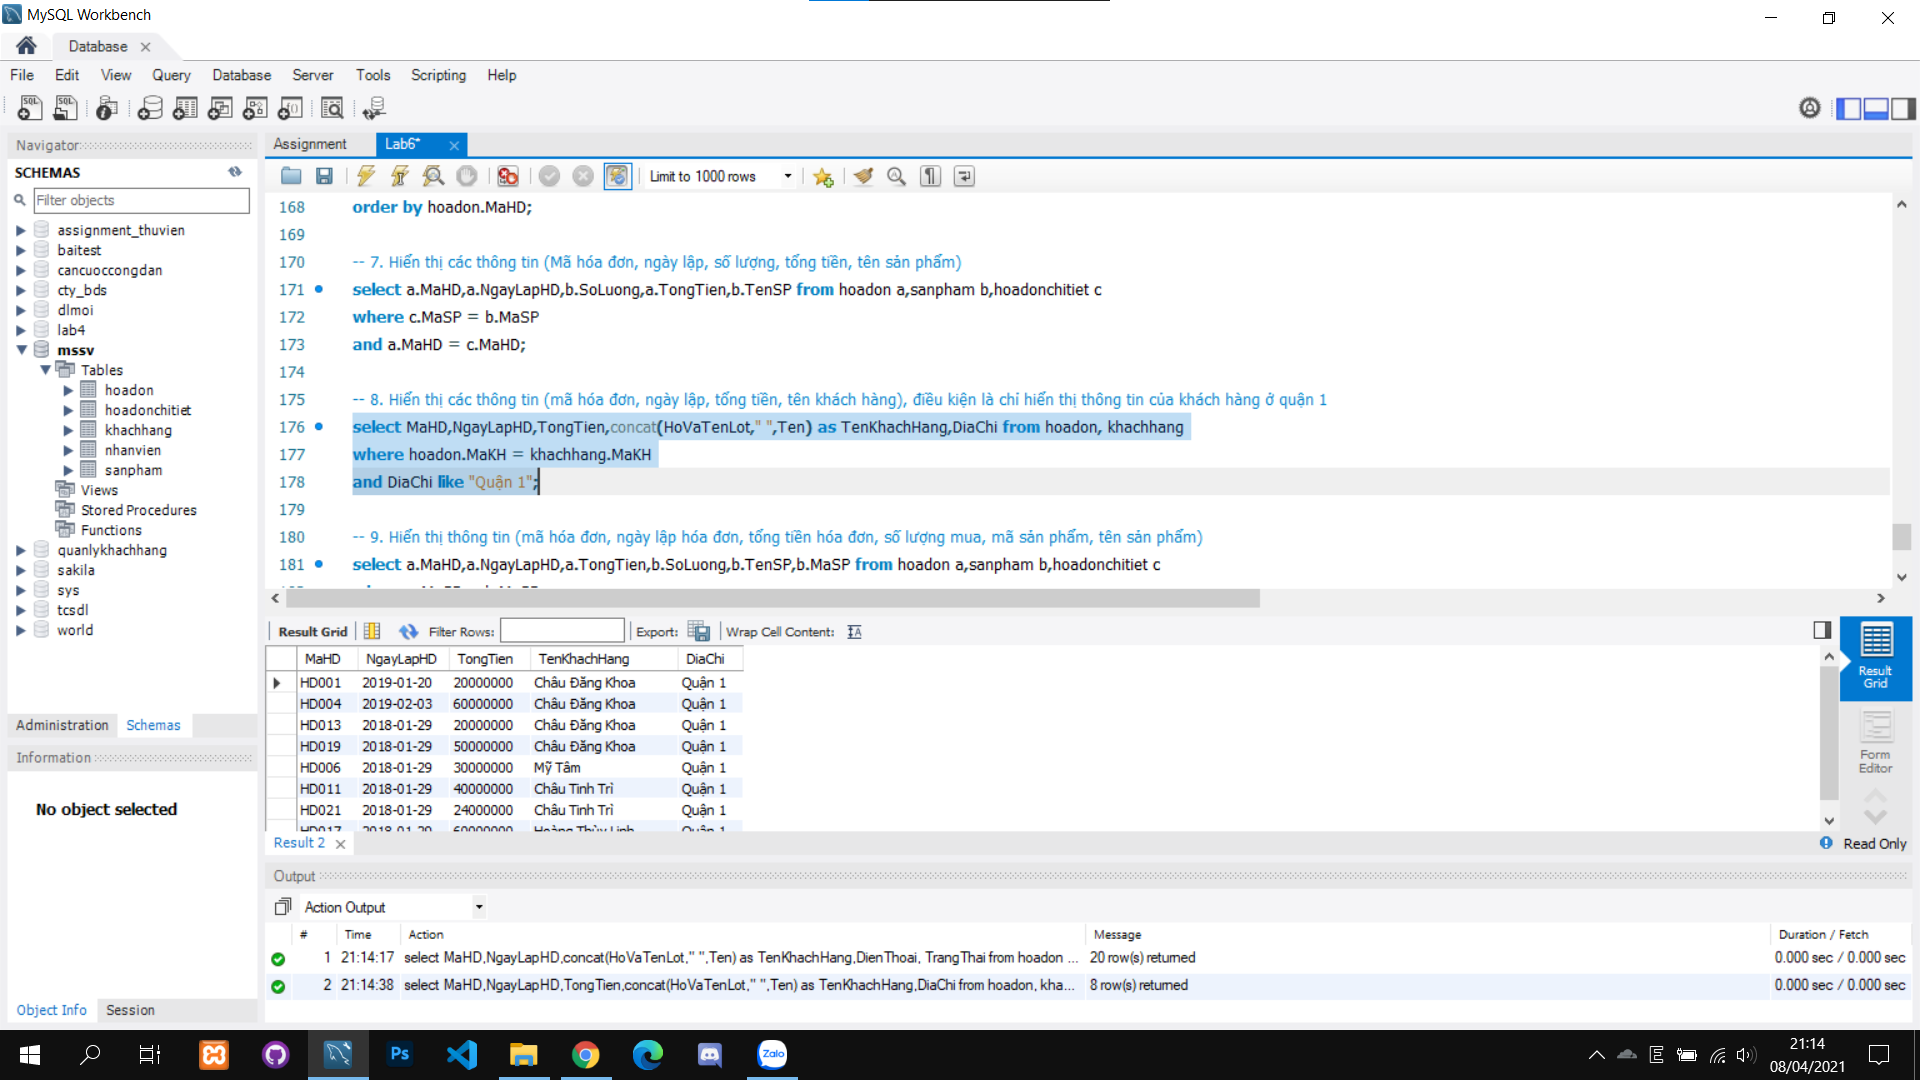 MySQL Workbench
Database
File Edit View Query Database Server Tools Scripting Help
Navigator
SCHEMAS
Filter objects
assignment_thuvien
baitest
cancuoccongdan
cty_bds
dlmoi
lab4
mssv
Tables
hoadon
hoadonchitiet
khachhang
nhanvien
sanpham
Views
Stored Procedures
Functions
quanlykhachhang
sakila
sys
tcsdl
world
Administration Schemas
Information
No object selected
Object Info Session
Assignment Lab6*
Limit to 1000 rows
168 order by hoadon.MaHD;
169
170 -- 7. Hiển thị các thông tin (Mã hóa đơn, ngày lập, số lượng, tổng tiền, tên sản phẩm)
171 select a.MaHD,a.NgayLapHD,b.SoLuong,a.TongTien,b.TenSP from hoadon a,sanpham b,hoadonchitiet c
172 where c.MaSP = b.MaSP
173 and a.MaHD = c.MaHD;
174
175 -- 8. Hiển thị các thông tin (mã hóa đơn, ngày lập, tổng tiền, tên khách hàng), điều kiện là chỉ hiển thị thông tin của khách hàng ở quận 1
176 select MaHD,NgayLapHD,TongTien,concat(HoVaTenLot," ",Ten) as TenKhachHang,DiaChi from hoadon, khachhang
177 where hoadon.MaKH = khachhang.MaKH
178 and DiaChi like "Quận 1";
179
180 -- 9. Hiển thị thông tin (mã hóa đơn, ngày lập hóa đơn, tổng tiền hóa đơn, số lượng mua, mã sản phẩm, tên sản phẩm)
181 select a.MaHD,a.NgayLapHD,a.TongTien,b.SoLuong,b.TenSP,b.MaSP from hoadon a,sanpham b,hoadonchitiet c
Result Grid Filter Rows: Export: Wrap Cell Content:
MaHD NgayLapHD TongTien TenKhachHang DiaChi
HD001 2019-01-20 20000000 Châu Đăng Khoa Quận 1
HD004 2019-02-03 60000000 Châu Đăng Khoa Quận 1
HD013 2018-01-29 20000000 Châu Đăng Khoa Quận 1
HD019 2018-01-29 50000000 Châu Đăng Khoa Quận 1
HD006 2018-01-29 30000000 Mỹ Tâm Quận 1
HD011 2018-01-29 40000000 Châu Tinh Trì Quận 1
HD021 2018-01-29 24000000 Châu Tinh Trì Quận 1
HD017 2018-01-29 60000000 Hoàng Thùy Linh Quận 1
Result Grid
Form Editor
Result 2
Read Only
Output
Action Output
# Time Action Message Duration / Fetch
1 21:14:17 select MaHD,NgayLapHD,concat(HoVaTenLot," ",Ten) as TenKhachHang,DienThoai, TrangThai from hoadon ... 20 row(s) returned 0.000 sec / 0.000 sec
2 21:14:38 select MaHD,NgayLapHD,TongTien,concat(HoVaTenLot," ",Ten) as TenKhachHang,DiaChi from hoadon, kha... 8 row(s) returned 0.000 sec / 0.000 sec
Ps
Zalo
E
21:14
08/04/2021